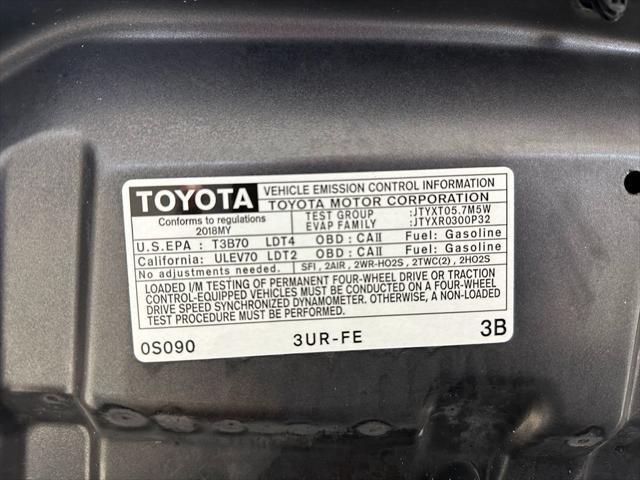 TOYOTA VEHICLE EMISSION CONTROL INFORMATION
TOYOTA MOTOR CORPORATION
Conforms to regulations TEST GROUP :JTYXT05.7M5W
2018MY EVAP FAMILY :JTYXR0300P32
U.S.EPA : T3B70 LDT4 OBD : CAII Fuel: Gasoline
California: ULEV70 LDT2 OBD : CAII Fuel: Gasoline
No adjustments needed. SFI , 2AIR , 2WR-HO2S , 2TWC(2) , 2HO2S
LOADED I/M TESTING OF PERMANENT FOUR-WHEEL DRIVE OR TRACTION
CONTROL-EQUIPPED VEHICLES MUST BE CONDUCTED ON A FOUR-WHEEL
DRIVE SPEED SYNCHRONIZED DYNAMOMETER. OTHERWISE, A NON-LOADED
TEST PROCEDURE MUST BE PERFORMED.
0S090 3UR-FE 3B